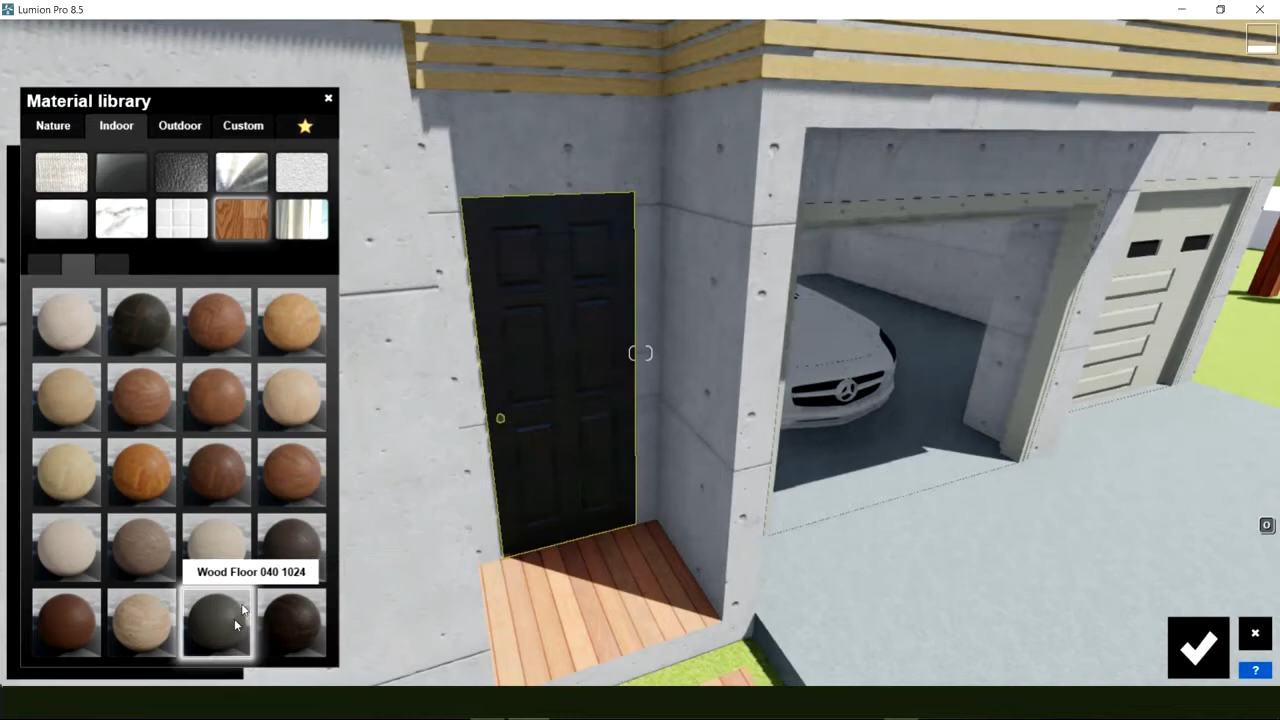 Lumion Pro 8.5
Material library
Nature Indoor Outdoor Custom
Wood Floor 040 1024
O
?